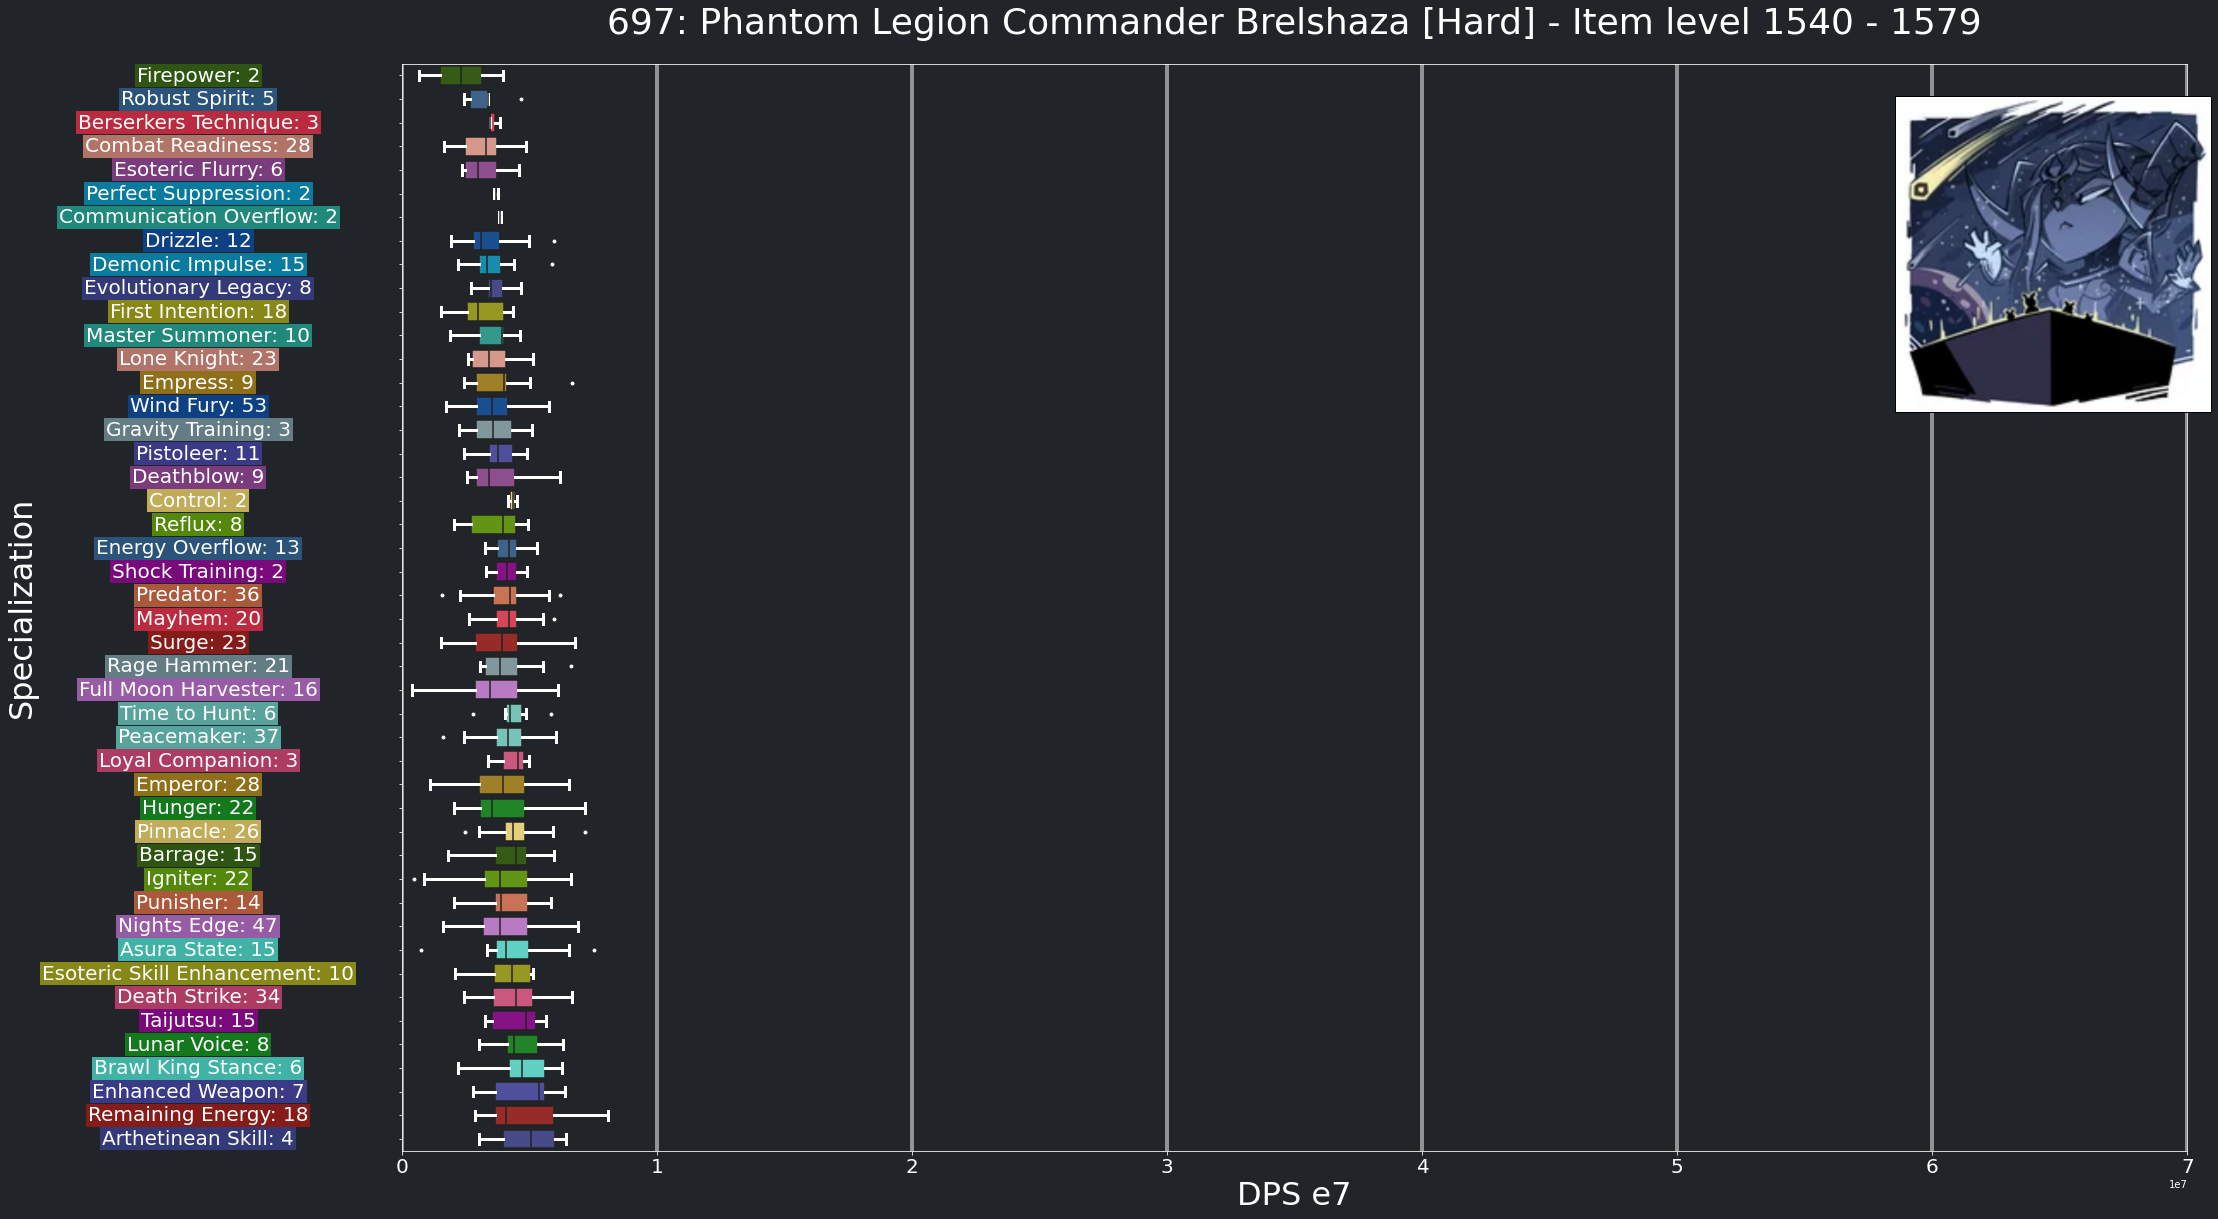 697: Phantom Legion Commander Brelshaza [Hard] - Item level 1540 - 1579
Specialization
Firepower: 2
Robust Spirit: 5
Berserkers Technique: 3
Combat Readiness: 28
Esoteric Flurry: 6
Perfect Suppression: 2
Communication Overflow: 2
Drizzle: 12
Demonic Impulse: 15
Evolutionary Legacy: 8
First Intention: 18
Master Summoner: 10
Lone Knight: 23
Empress: 9
Wind Fury: 53
Gravity Training: 3
Pistoleer: 11
Deathblow: 9
Control: 2
Reflux: 8
Energy Overflow: 13
Shock Training: 2
Predator: 36
Mayhem: 20
Surge: 23
Rage Hammer: 21
Full Moon Harvester: 16
Time to Hunt: 6
Peacemaker: 37
Loyal Companion: 3
Emperor: 28
Hunger: 22
Pinnacle: 26
Barrage: 15
Igniter: 22
Punisher: 14
Nights Edge: 47
Asura State: 15
Esoteric Skill Enhancement: 10
Death Strike: 34
Taijutsu: 15
Lunar Voice: 8
Brawl King Stance: 6
Enhanced Weapon: 7
Remaining Energy: 18
Arthetinean Skill: 4
0 1 2 3 4 5 6 7
1e7
DPS e7